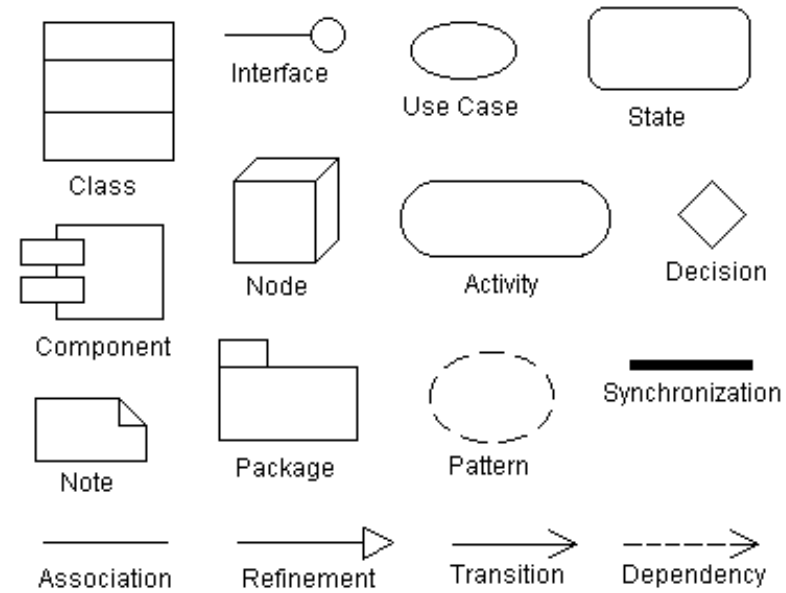 Interface
Use Case
State
Class
Node
Activity
Decision
Component
Synchronization
Note
Package
Pattern
Association
Refinement
Transition
Dependency